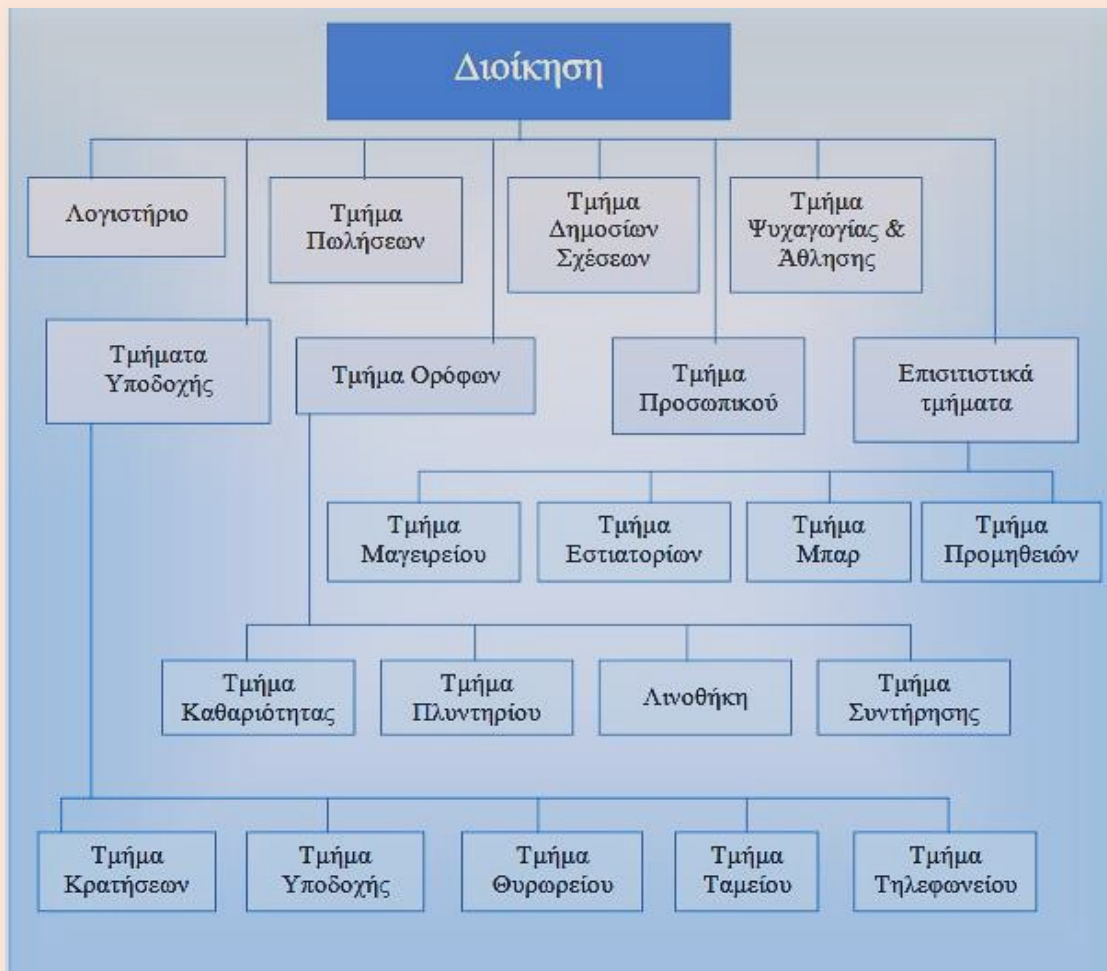 Διοίκηση
Λογιστήριο
Τμήμα
Πωλήσεων
Τμήμα
Δημοσίων
Σχέσεων
Τμήμα
Ψυχαγωγίας &
Άθλησης
Τμήματα
Υποδοχής
Τμήμα Ορόφων
Τμήμα
Προσωπικού
Επισιτιστικά
τμήματα
Τμήμα
Μαγειρείου
Τμήμα
Εστιατορίων
Τμήμα
Μπαρ
Τμήμα
Προμηθειών
Τμήμα
Καθαριότητας
Τμήμα
Πλυντηρίου
Λινοθήκη
Τμήμα
Συντήρησης
Τμήμα
Κρατήσεων
Τμήμα
Υποδοχής
Τμήμα
Θυρωρείου
Τμήμα
Ταμείου
Τμήμα
Τηλεφωνείου